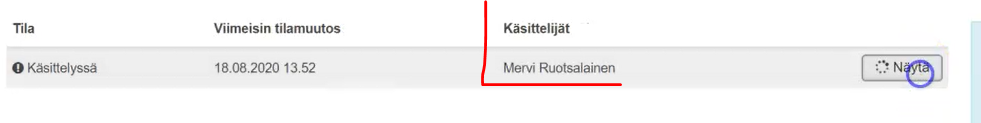 Tila Viimeisin tilamuutos Käsittelijät
Käsittelyssä 18.08.2020 13.52 Mervi Ruotsalainen Näytä